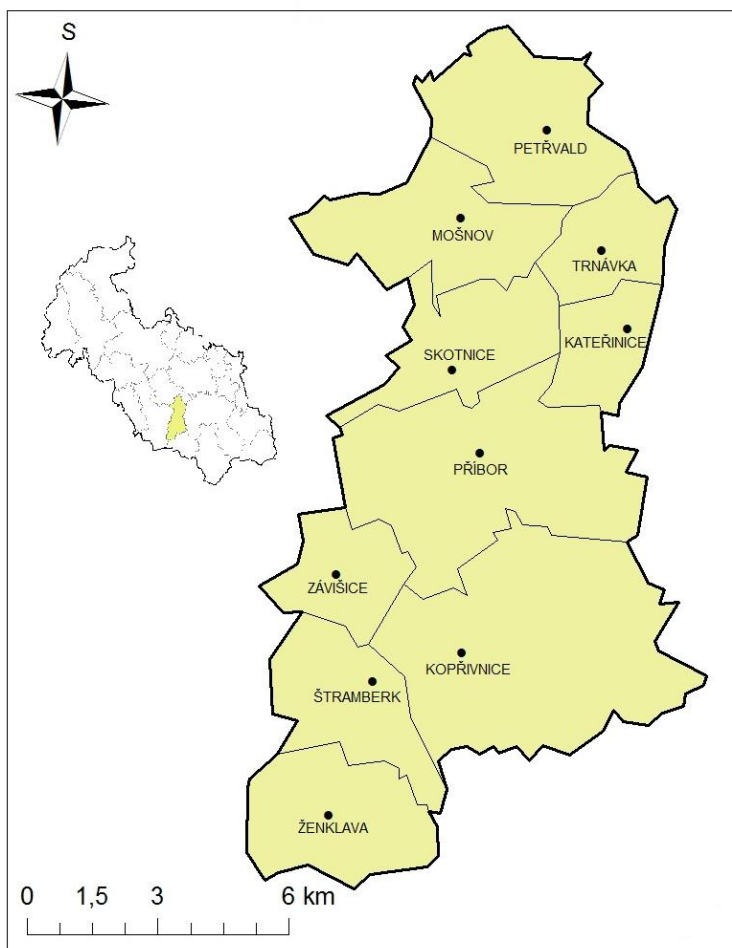 S
PETŘVALD
MOŠNOV
TRNÁVKA
KATEŘINICE
SKOTNICE
PŘÍBOR
ZÁVIŠICE
KOPŘIVNICE
ŠTRAMBERK
ŽENKLAVA
0 1,5 3 6 km